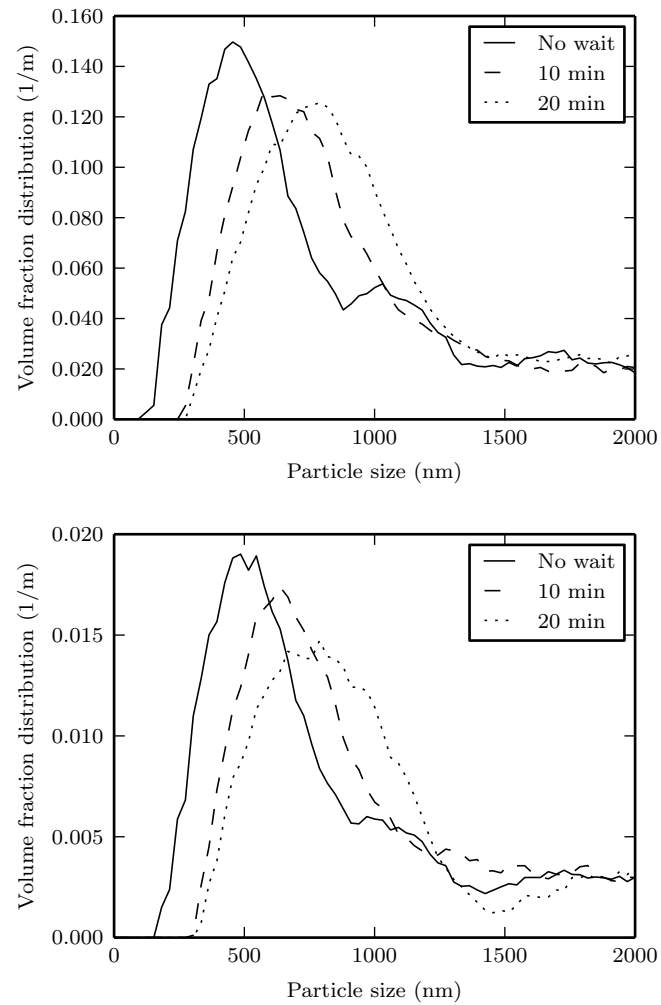 0.160
0.140
0.120
0.100
0.080
0.060
0.040
0.020
0.000
Volume fraction distribution (1/m)
No wait
10 min
20 min
0 500 1000 1500 2000
Particle size (nm)
0.020
0.015
0.010
0.005
0.000
Volume fraction distribution (1/m)
No wait
10 min
20 min
0 500 1000 1500 2000
Particle size (nm)